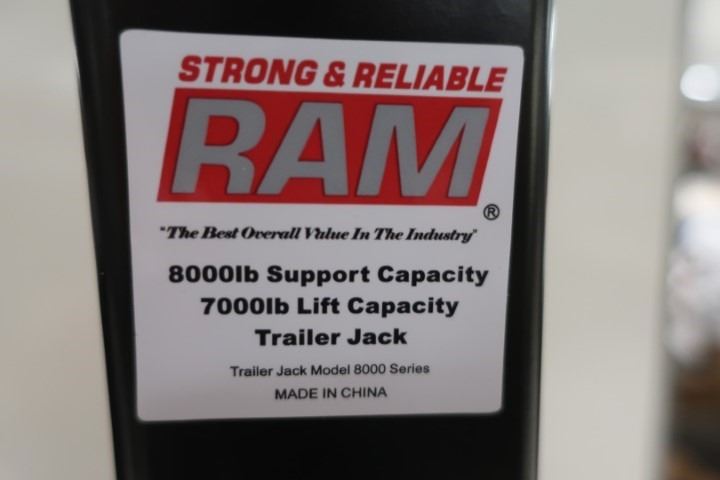 STRONG & RELIABLE
RAM
®
"The Best Overall Value In The Industry"
8000lb Support Capacity
7000lb Lift Capacity
Trailer Jack
Trailer Jack Model 8000 Series
MADE IN CHINA